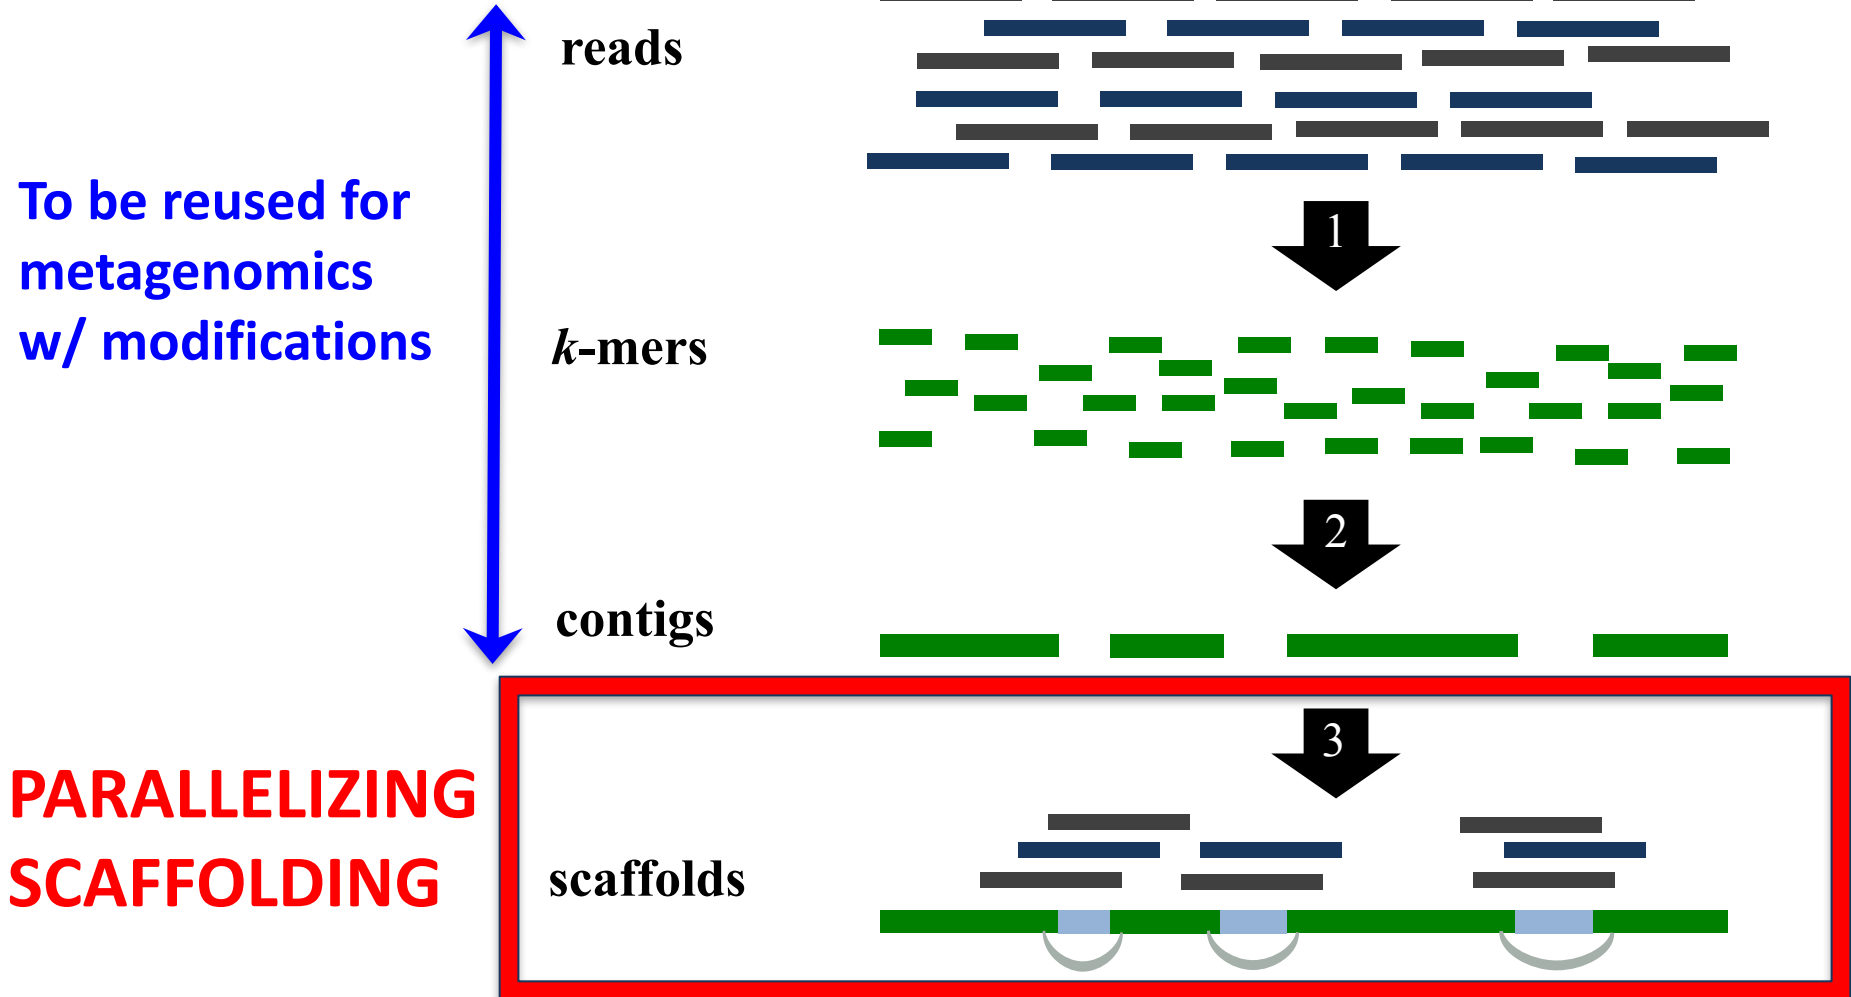 reads
1
To be reused for
metagenomics
w/ modifications
k-mers
2
contigs
3
PARALLELIZING
SCAFFOLDING
scaffolds